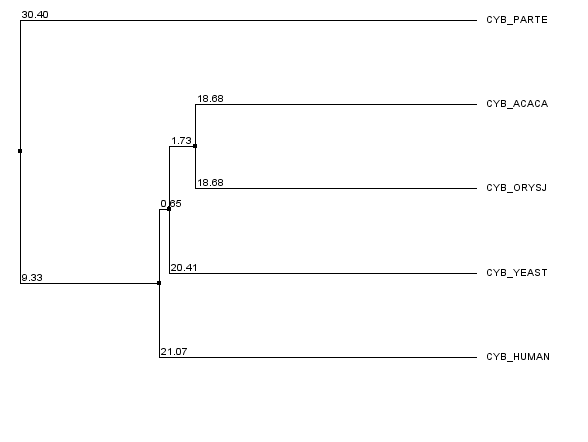 30.40
CYB_PARTE
18.68
CYB_ACACA
1.73
18.68
CYB_ORYSJ
0.65
20.41
CYB_YEAST
9.33
21.07
CYB_HUMAN